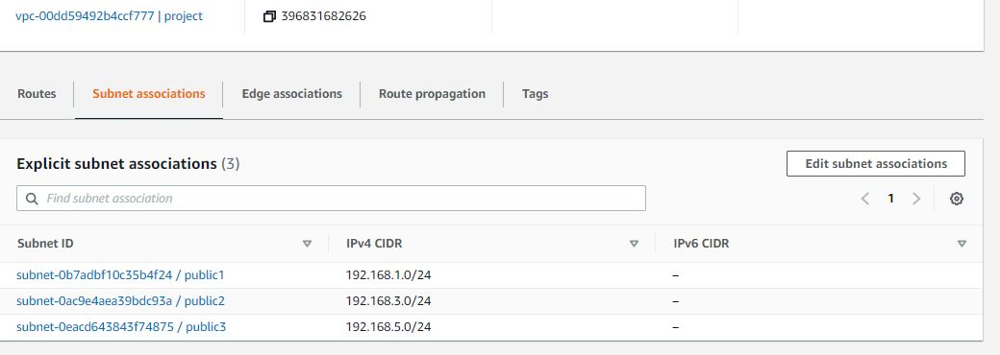 vpc-00dd59492b4ccf777 | project 396831682626
Routes Subnet associations Edge associations Route propagation Tags
Explicit subnet associations (3) Edit subnet associations
Find subnet association 1
Subnet ID IPv4 CIDR IPv6 CIDR
subnet-0b7adbf10c35b4f24 / public1 192.168.1.0/24 –
subnet-0ac9e4aea39bdc93a / public2 192.168.3.0/24 –
subnet-0eacd643843f74875 / public3 192.168.5.0/24 –